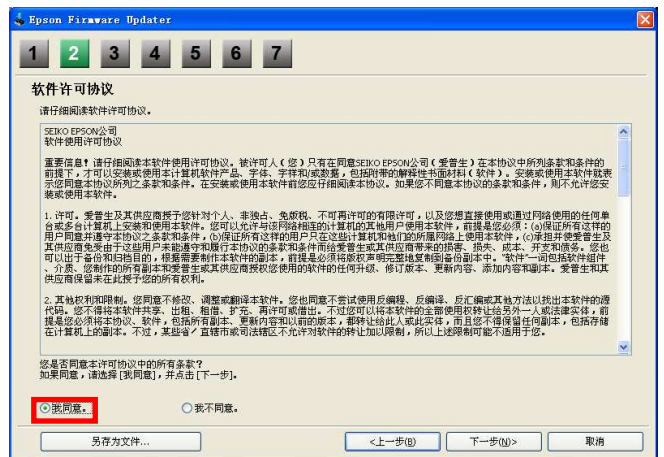 Epson Firmware Updater
1 2 3 4 5 6 7
软件许可协议
请仔细阅读软件许可协议。
SEIKO EPSON公司
软件使用许可协议
重要信息！请仔细阅读本软件使用许可协议。被许可人（您）只有在同意SEIKO EPSON公司（爱普生）在本协议中所列条款和条件的
前提下，才可以安装或使用本计算机软件产品、字体、字样和/或数据，包括附带的解释性书面材料（软件）。安装或使用本软件就表
示您同意本协议所列之条款和条件。在安装或使用本软件前您应仔细阅读本协议。如果您不同意本协议的条款和条件，则不允许您安
装或使用本软件。
1. 许可。爱普生及其供应商授予您针对个人、非独占、免版税、不可再许可的有限许可，以及您想直接使用或通过网络使用的任何单
台或多台计算机上安装和使用本软件。您可以允许与该网络相连的计算机的其他用户使用本软件，前提是您必须：(a)保证所有这样的
用户同意并遵守本协议之条款和条件，(b)保证所有这样的用户只在这些计算机和他们的所属网络上使用本软件，(c)承担并使爱普生及
其供应商免受由于这些用户未能遵守和履行本协议的条款和条件而给爱普生或其供应商带来的损害、损失、成本、开支和债务。您也
可以出于备份和归档目的，根据需要制作本软件的副本，前提是必须将版权声明完整地复制到备份副本中。“软件”一词包括软件组件
、介质、您制作的所有副本和爱普生或其供应商授权您使用的软件的任何升级、修订版本、更新内容、添加内容和副本。爱普生和其
供应商保留未在此授予您的所有权利。
2. 其他权利和限制。您同意不修改、调整或翻译本软件。您也同意不尝试使用反编程、反编译、反汇编或其他方法以找出本软件的源
代码。您不得将本软件共享、出租、租借、扩充、再许可或借出。不过您可以将本软件的全部使用权转让给另外一人或法律实体，前
提是您必须将本协议、软件，包括所有副本、更新内容和以前的版本，都转让给此人或此实体，而且您不得保留任何副本，包括存储
在计算机上的副本。不过，某些省／直辖市或司法辖区不允许对软件的转让加以限制，所以上述限制可能不适用于您。
您是否同意本许可协议中的所有条款？
如果同意，请选择 [我同意]，并点击 [下一步]。
我同意。 我不同意。
另存为文件... <上一步(B) 下一步(N)> 取消